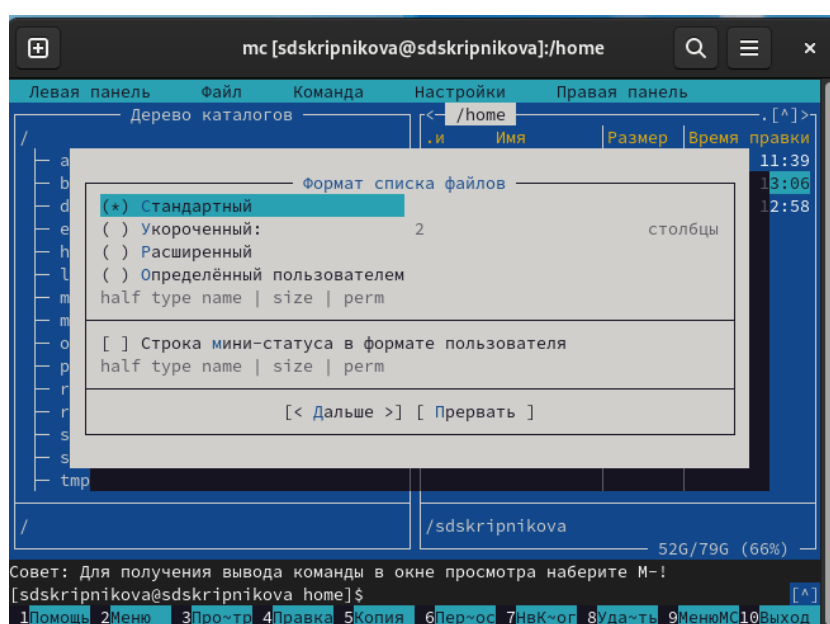 mc [sdskripnikova@sdskripnikova]:/home
Левая панель Файл Команда Настройки Правая панель
Дерево каталогов
<— /home .[^]>
/
.и Имя Размер Время правки
a 11:39
b 13:06
d 12:58
e
h
l
m
m
o
p
r
r
s
s
tmp
Формат списка файлов
(*) Стандартный
( ) Укороченный: 2 столбцы
( ) Расширенный
( ) Определённый пользователем
half type name | size | perm
[ ] Строка мини-статуса в формате пользователя
half type name | size | perm
[< Дальше >] [ Прервать ]
/ /sdskripnikova
52G/79G (66%)
Совет: Для получения вывода команды в окне просмотра наберите M-!
[sdskripnikova@sdskripnikova home]$ [^]
1Помощь 2Меню 3Про~тр 4Правка 5Копия 6Пер~ос 7НвК~ог 8Уда~ть 9МенюMC 10Выход